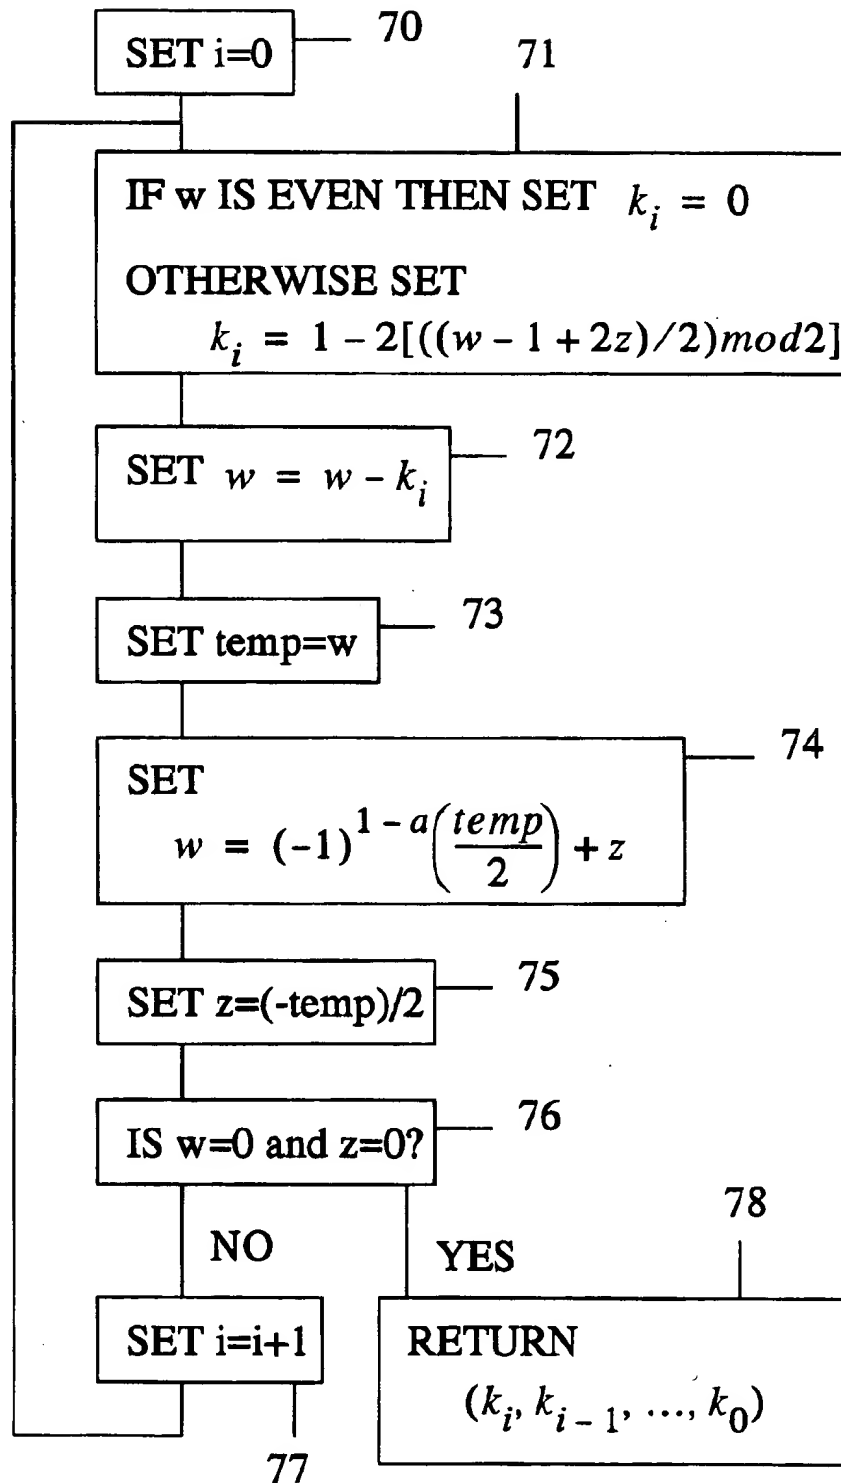 SET i=0
70
71
IF w IS EVEN THEN SET k_i = 0
OTHERWISE SET
k_i = 1 - 2[((w - 1 + 2z)/2)mod2]
SET w = w - k_i
72
SET temp=w
73
SET
74
w = (-1)^{1 - a}(temp/2) + z
SET z=(-temp)/2
75
IS w=0 and z=0?
76
NO
YES
78
SET i=i+1
77
RETURN
(k_i, k_{i-1}, ..., k_0)